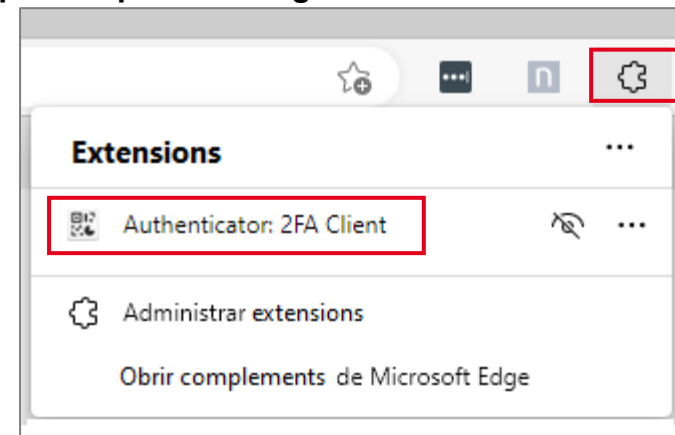 Extensions
Authenticator: 2FA Client
Administrar extensions
Obrir complements de Microsoft Edge